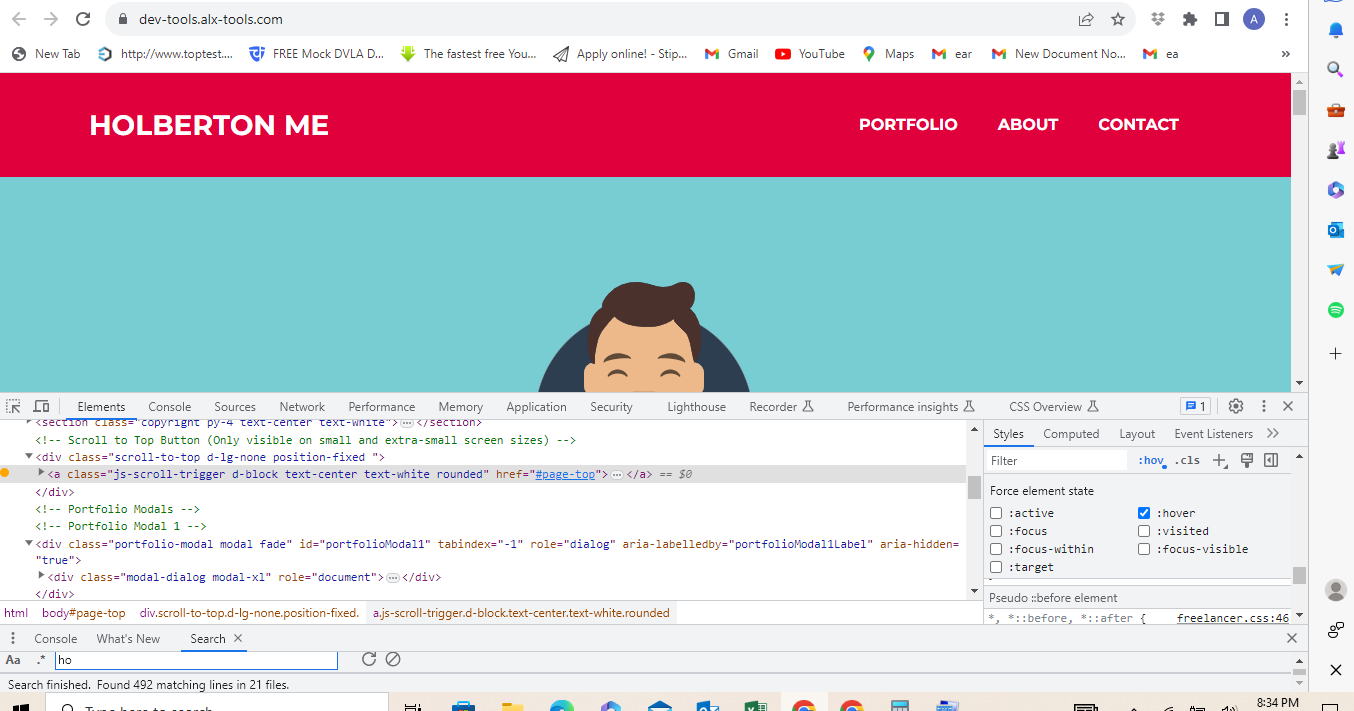 dev-tools.alx-tools.com
A
New Tab
http://www.toptest....
FREE Mock DVLA D...
The fastest free You...
Apply online! - Stip...
Gmail
YouTube
Maps
ear
New Document No...
ea
»
HOLBERTON ME
PORTFOLIO ABOUT CONTACT
Elements Console Sources Network Performance Memory Application Security Lighthouse Recorder Performance insights CSS Overview 1
<section class="copyright py-4 text-center text-white">…</section>
<!-- Scroll to Top Button (Only visible on small and extra-small screen sizes) -->
<div class="scroll-to-top d-lg-none position-fixed ">
<a class="js-scroll-trigger d-block text-center text-white rounded" href="#page-top">…</a> == $0
</div>
<!-- Portfolio Modals -->
<!-- Portfolio Modal 1 -->
<div class="portfolio-modal modal fade" id="portfolioModal1" tabindex="-1" role="dialog" aria-labelledby="portfolioModal1Label" aria-hidden=
"true">
<div class="modal-dialog modal-xl" role="document">…</div>
</div>
html body#page-top div.scroll-to-top.d-lg-none.position-fixed. a.js-scroll-trigger.d-block.text-center.text-white.rounded
Styles Computed Layout Event Listeners
Filter :hov .cls
Force element state
:active :hover
:focus :visited
:focus-within :focus-visible
:target
}
Pseudo ::before element
*, *::before, *::after { freelancer.css:46
Console What's New Search
Aa .* ho
Search finished. Found 492 matching lines in 21 files.
Type here to search
8:34 PM